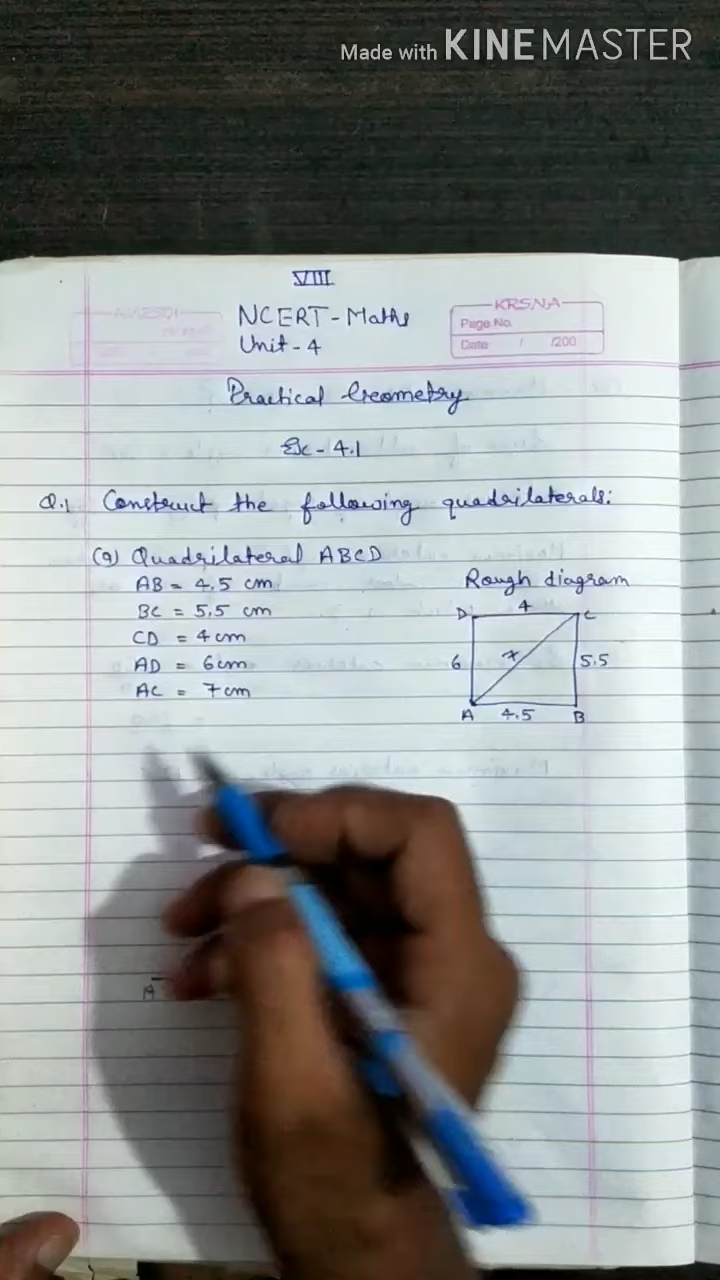 Made with KINEMASTER
VIII
NCERT - Maths
Unit - 4
KRSNA
Page No.
Date / /200
Practical Geometry
Ex - 4.1
Q.1 Construct the following quadrilaterals:
(a) Quadrilateral ABCD
AB = 4.5 cm
BC = 5.5 cm
CD = 4 cm
AD = 6 cm
AC = 7 cm
Rough diagram
D 4 C
6 7 5.5
A 4.5 B
A